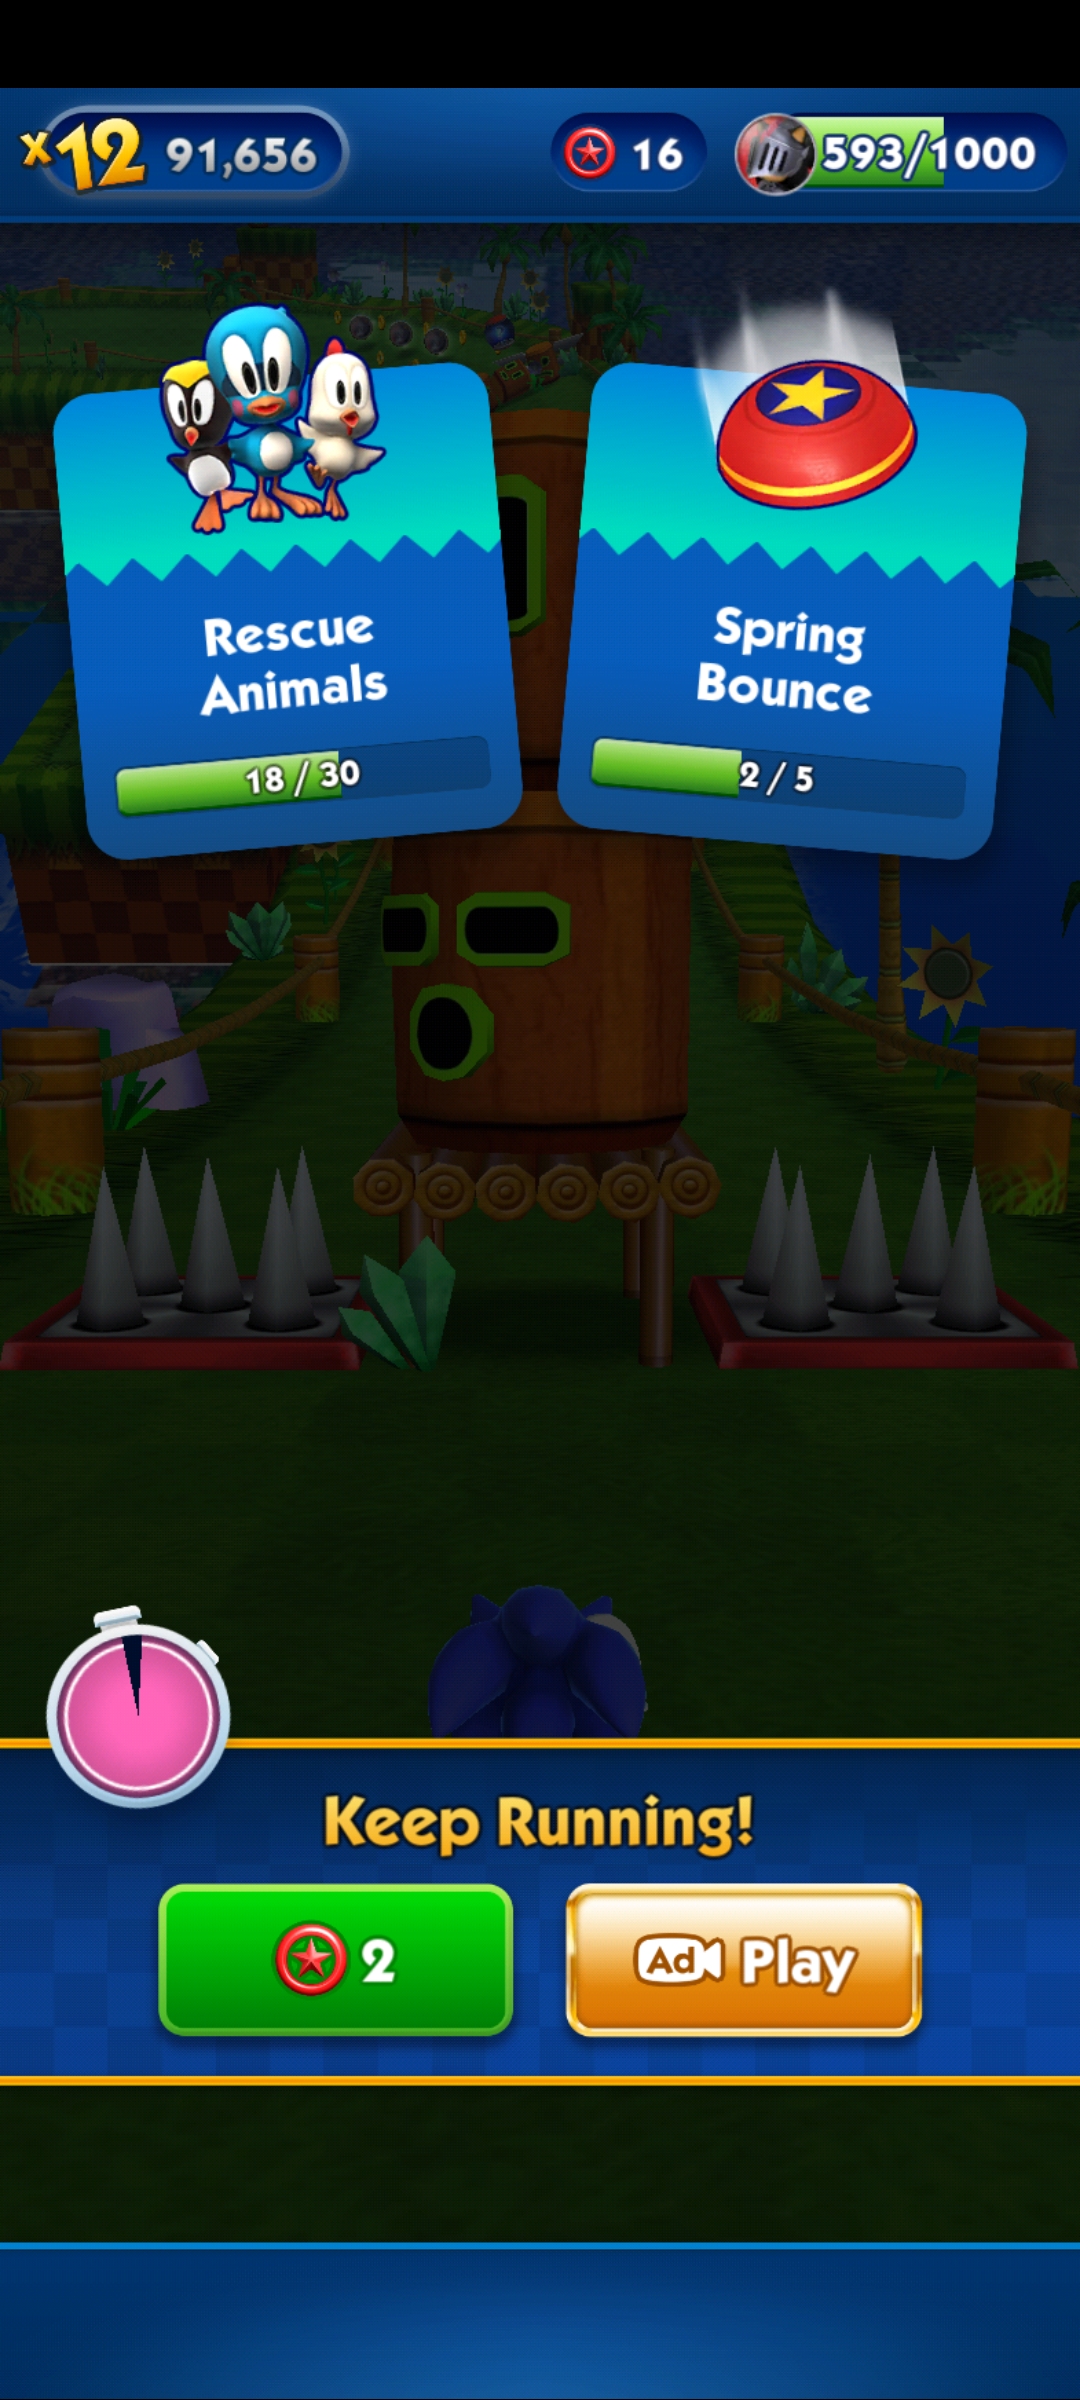 x12 91,656
16
593/1000
Rescue
Animals
18 / 30
Spring
Bounce
2 / 5
Keep Running!
2
Ad Play